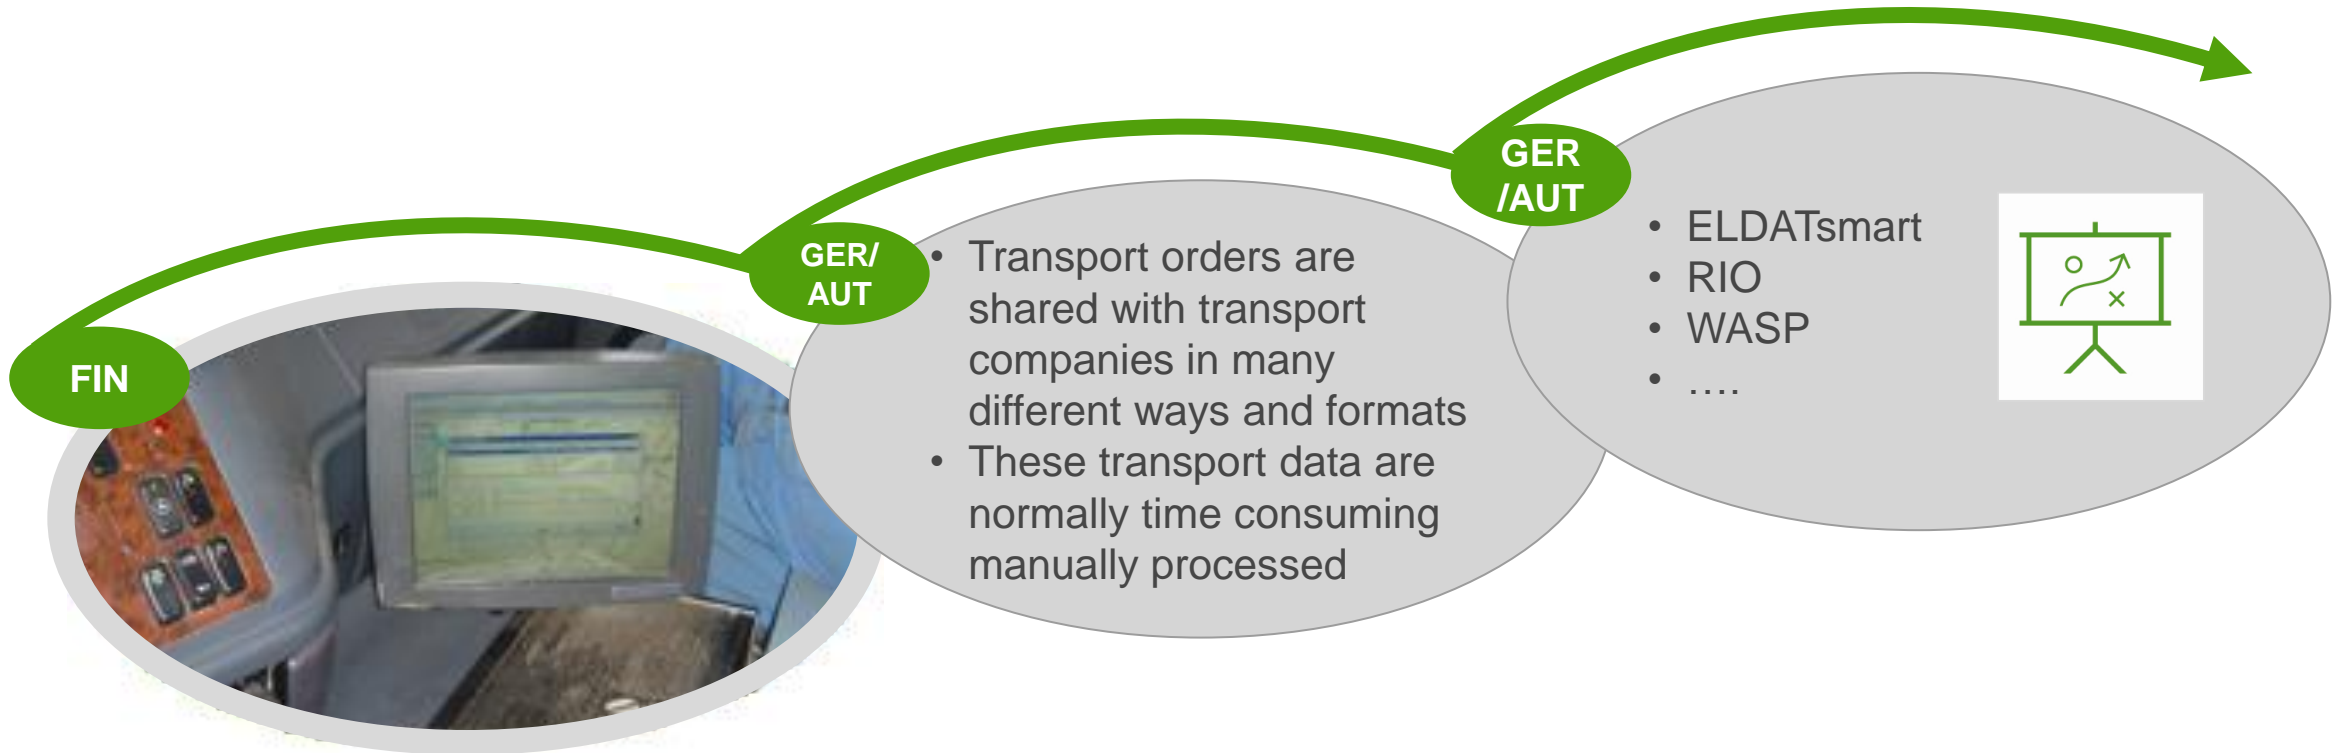 FIN
GER/
AUT
• Transport orders are
shared with transport
companies in many
different ways and formats
• These transport data are
normally time consuming
manually processed
GER
/AUT
• ELDATsmart
• RIO
• WASP
• ….